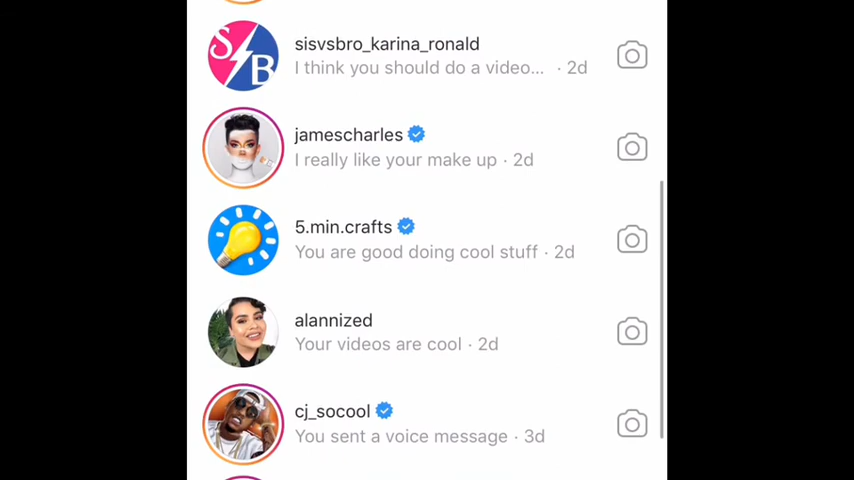 S B
sisvsbro_karina_ronald
I think you should do a video... · 2d
jamescharles
I really like your make up · 2d
5.min.crafts
You are good doing cool stuff · 2d
alannized
Your videos are cool · 2d
cj_socool
You sent a voice message · 3d